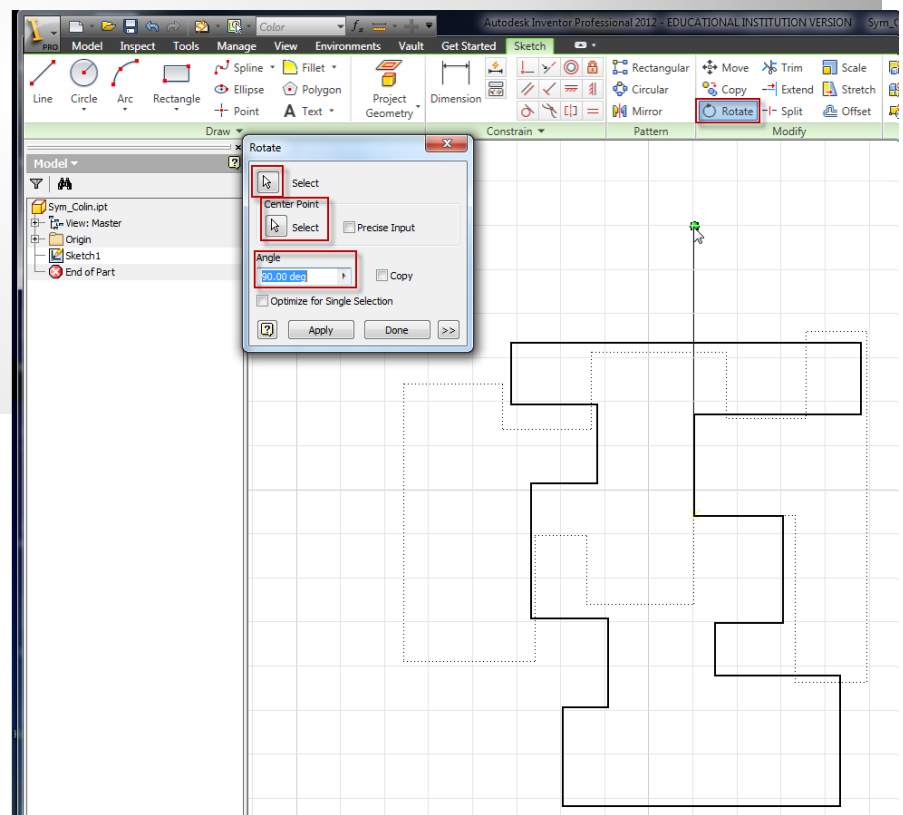 Color
fx
Autodesk Inventor Professional 2012 - EDUCATIONAL INSTITUTION VERSION Sym_C
PRO
Model Inspect Tools Manage View Environments Vault Get Started Sketch
Line
Circle
Arc
Rectangle
Spline
Ellipse
Point
Fillet
Polygon
A Text
Project
Geometry
Dimension
Rectangular
Circular
Mirror
Move
Copy
Rotate
Trim
Extend
Split
Scale
Stretch
Offset
Draw
Constrain
Pattern
Modify
Model
Sym_Colin.ipt
View: Master
Origin
Sketch1
End of Part
Rotate
Select
Center Point
Select
Precise Input
Angle
90.00 deg
Copy
Optimize for Single Selection
Apply
Done
>>